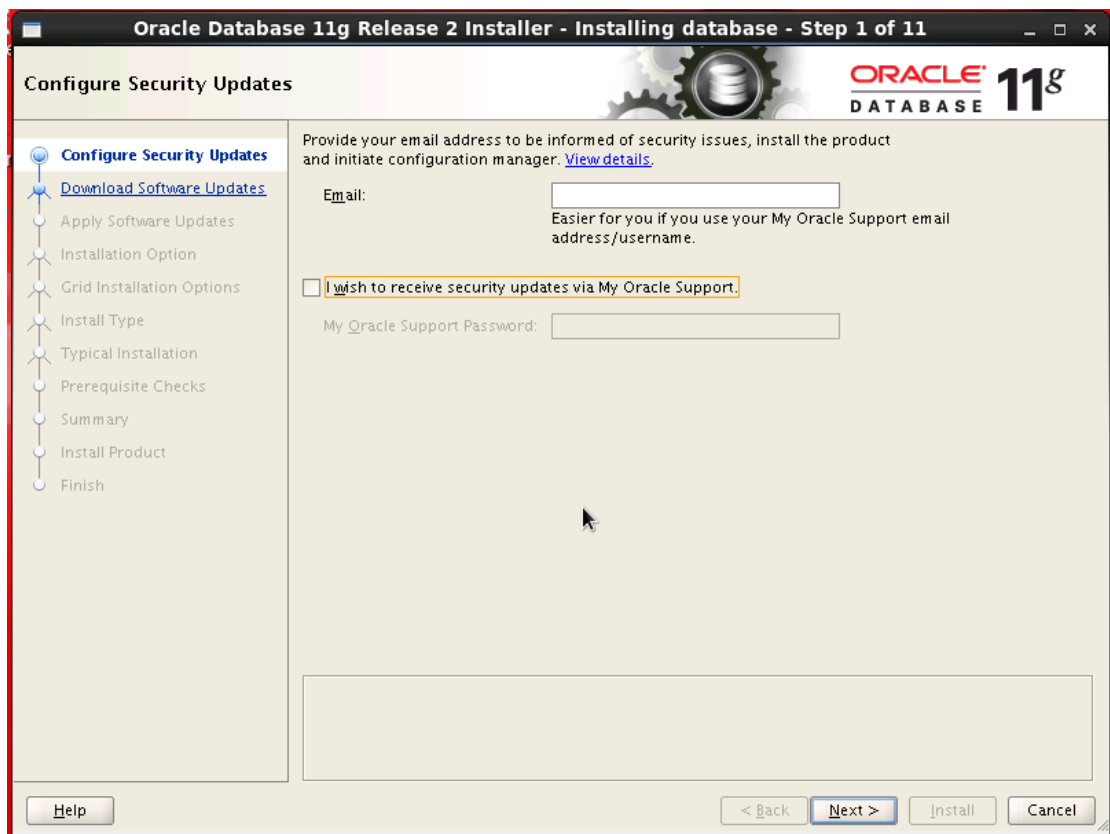 Oracle Database 11g Release 2 Installer - Installing database - Step 1 of 11
Configure Security Updates
ORACLE
DATABASE
11g
Configure Security Updates
Download Software Updates
Apply Software Updates
Installation Option
Grid Installation Options
Install Type
Typical Installation
Prerequisite Checks
Summary
Install Product
Finish
Provide your email address to be informed of security issues, install the product
and initiate configuration manager. View details.
Email:
Easier for you if you use your My Oracle Support email
address/username.
I wish to receive security updates via My Oracle Support.
My Oracle Support Password:
Help
< Back
Next >
Install
Cancel